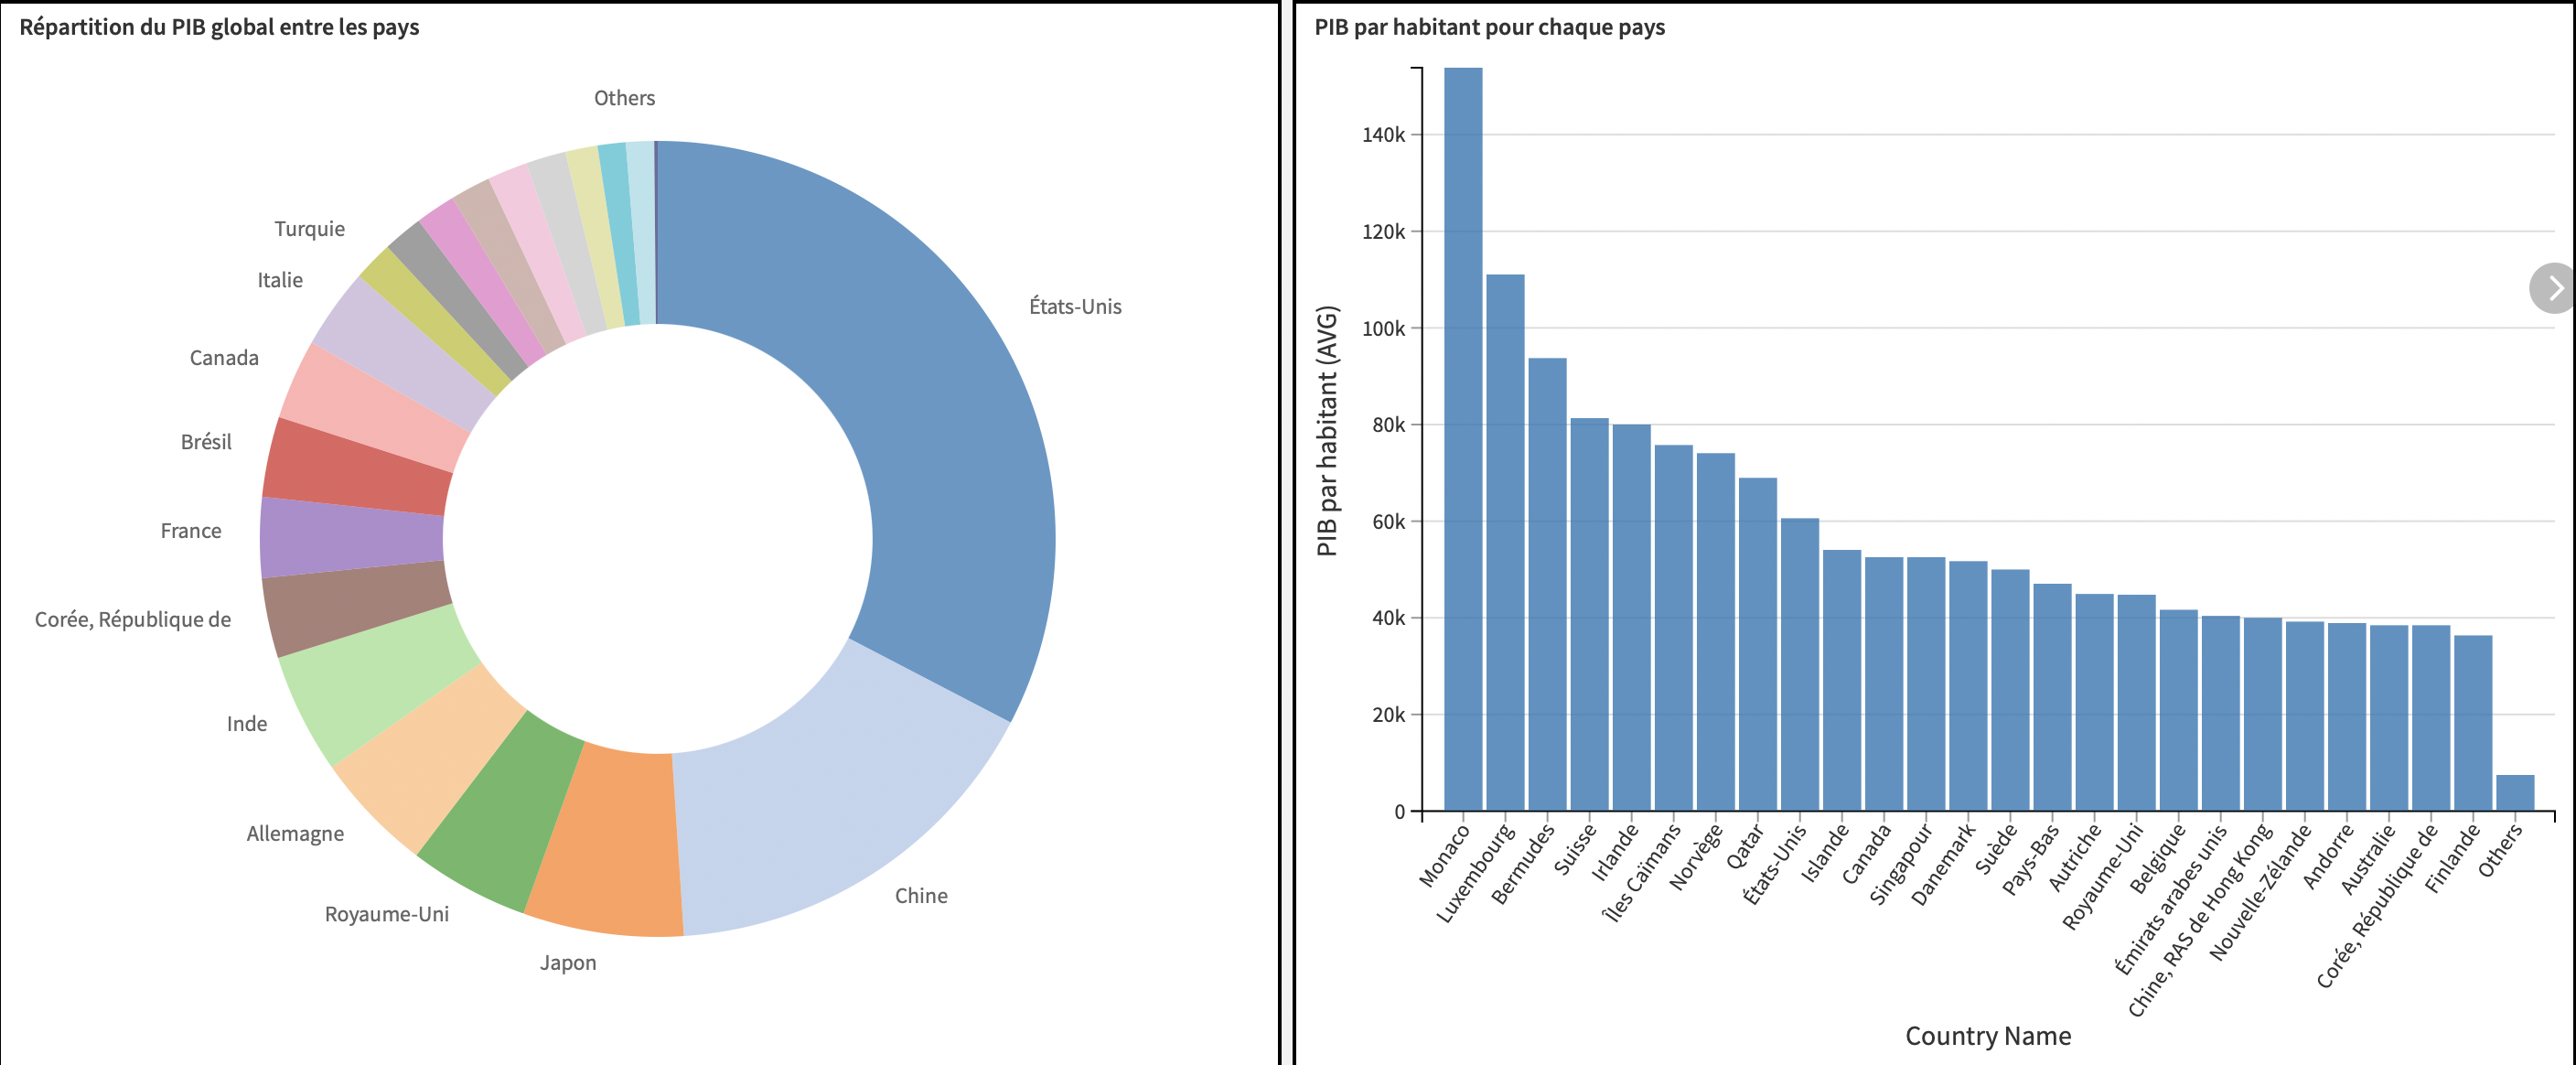 Répartition du PIB global entre les pays
Others
Turquie
Italie
Canada
Brésil
France
Corée, République de
Inde
Allemagne
Royaume-Uni
Japon
Chine
États-Unis
PIB par habitant pour chaque pays
PIB par habitant (AVG)
140k
120k
100k
80k
60k
40k
20k
0
Monaco
Luxembourg
Bermudes
Suisse
Irlande
Îles Caïmans
Norvège
Qatar
États-Unis
Islande
Canada
Singapour
Danemark
Suède
Pays-Bas
Autriche
Royaume-Uni
Belgique
Émirats arabes unis
Chine, RAS de Hong Kong
Nouvelle-Zélande
Andorre
Australie
Corée, République de
Finlande
Others
Country Name